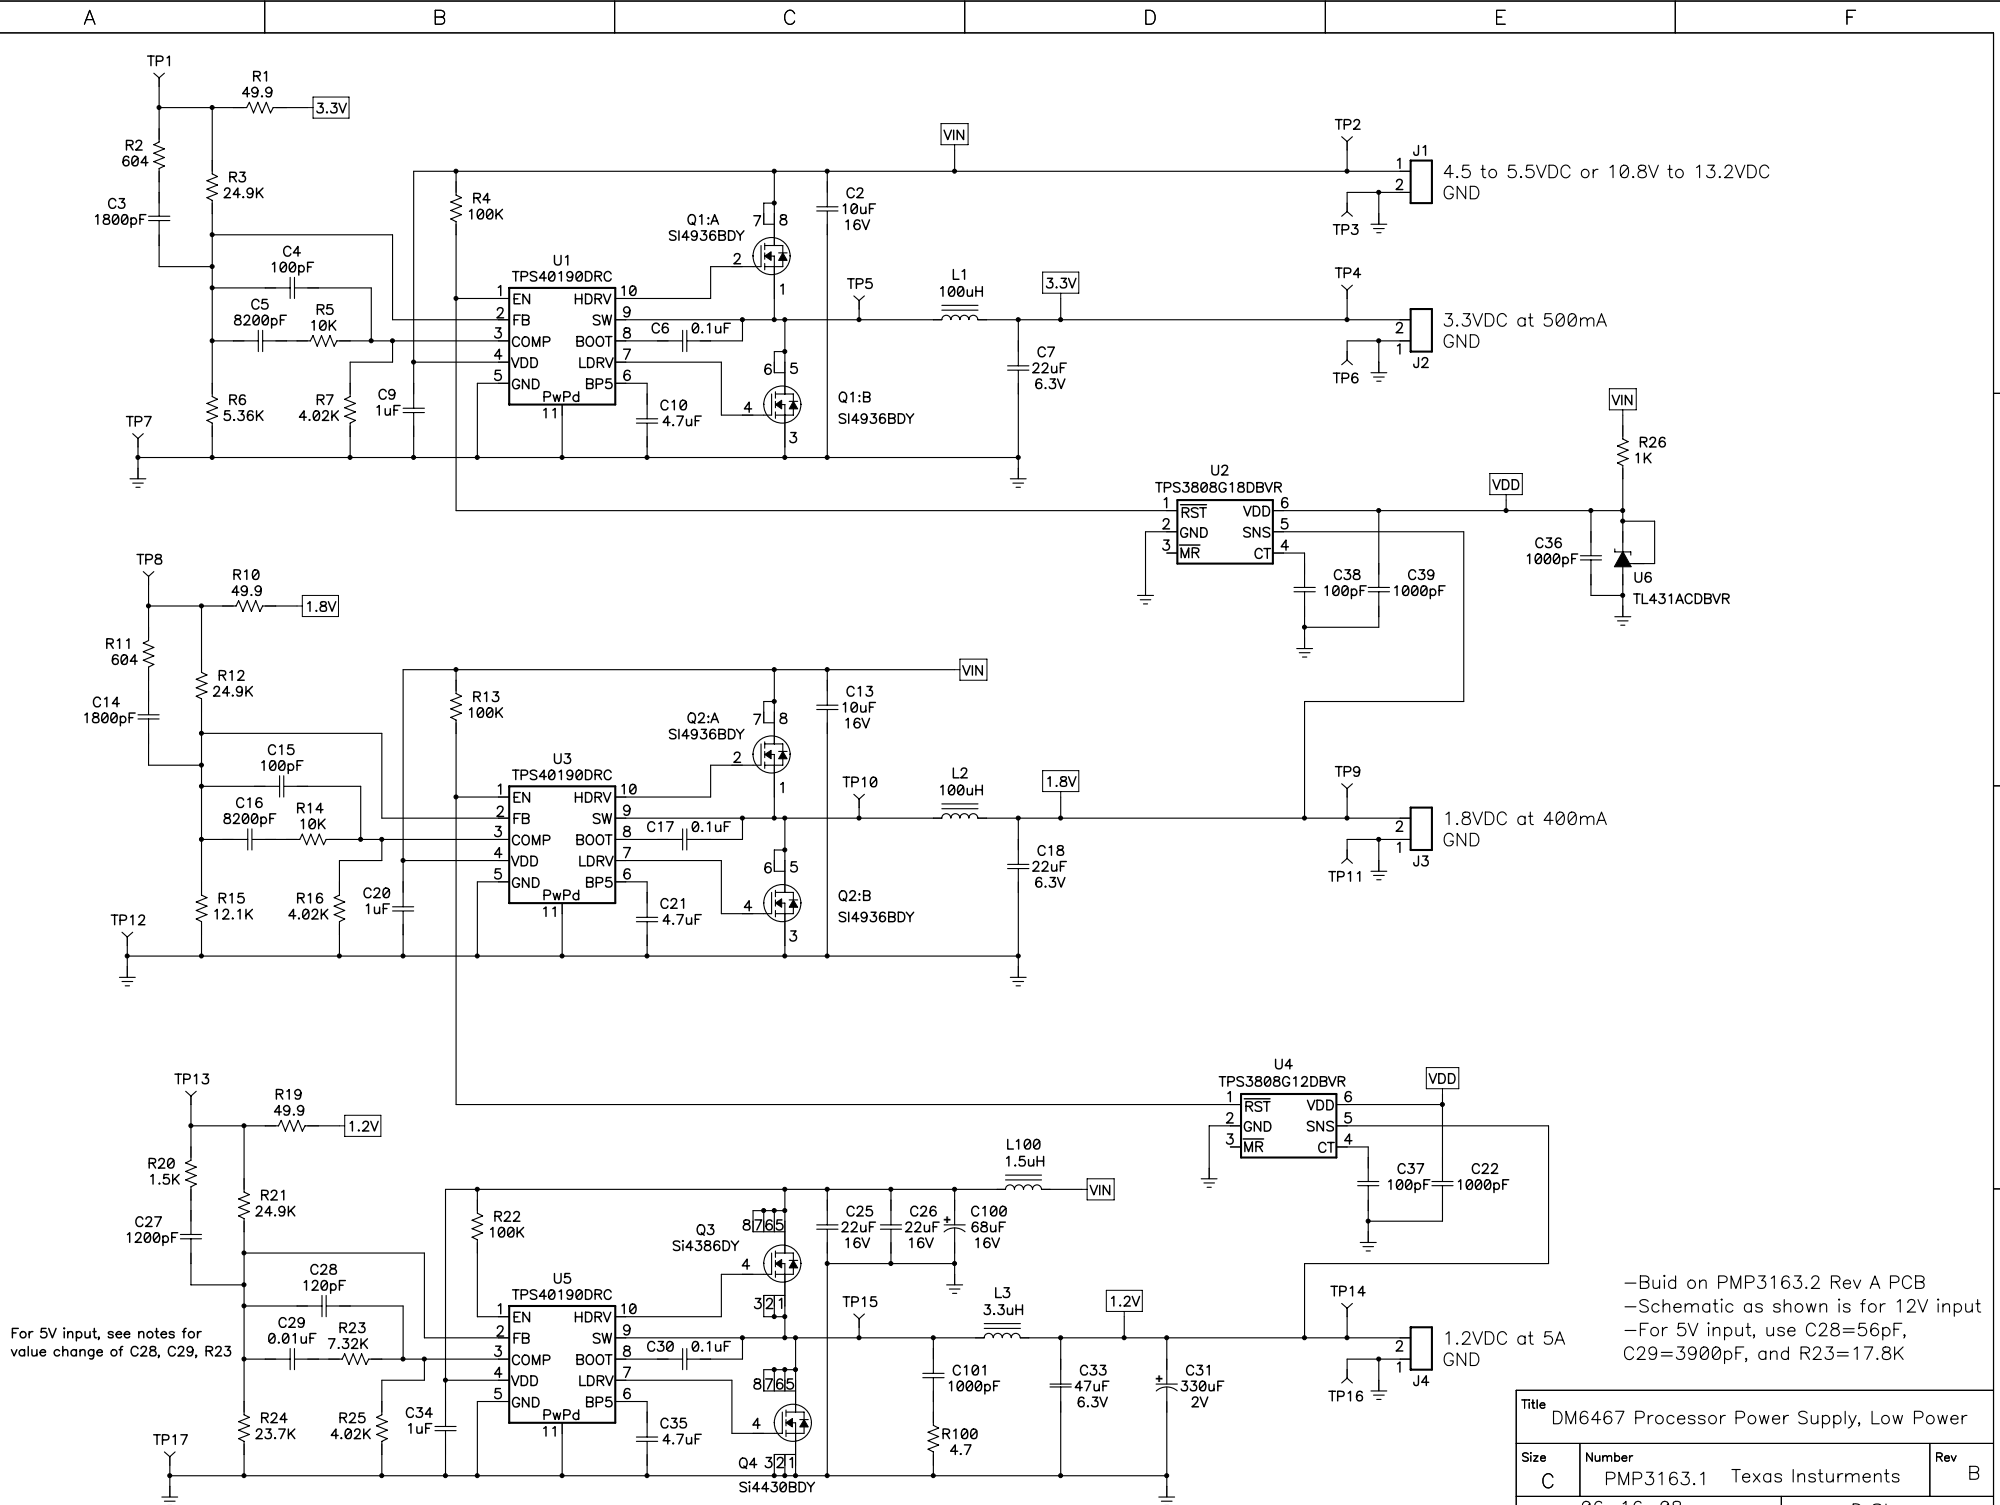 A B C D E F
TP1
R1
49.9
3.3V
R2
604
R3
24.9K
C3
1800pF
C4
100pF
C5
8200pF
R5
10K
R6
5.36K
R7
4.02K
C9
1uF
TP7
R4
100K
U1
TPS40190DRC
1 EN HDRV 10
2 FB SW 9
3 COMP BOOT 8
4 VDD LDRV 7
5 GND BP5 6
PwPd
11
Q1:A
SI4936BDY
7 8
2
1
C2
10uF
16V
VIN
C6 0.1uF
TP5
L1
100uH
3.3V
6 5
4
3
Q1:B
SI4936BDY
C10
4.7uF
C7
22uF
6.3V
TP2
J1
1 4.5 to 5.5VDC or 10.8V to 13.2VDC
2 GND
TP3
TP4
2 3.3VDC at 500mA
1 GND
J2
TP6
VIN
R26
1K
VDD
C36
1000pF
U6
TL431ACDBVR
U2
TPS3808G18DBVR
1 RST VDD 6
2 GND SNS 5
3 MR CT 4
C38
100pF
C39
1000pF
TP8
R10
49.9
1.8V
R11
604
R12
24.9K
C14
1800pF
C15
100pF
C16
8200pF
R14
10K
R15
12.1K
R16
4.02K
C20
1uF
TP12
R13
100K
U3
TPS40190DRC
1 EN HDRV 10
2 FB SW 9
3 COMP BOOT 8
4 VDD LDRV 7
5 GND BP5 6
PwPd
11
Q2:A
SI4936BDY
7 8
2
1
C13
10uF
16V
VIN
C17 0.1uF
TP10
L2
100uH
1.8V
6 5
4
3
Q2:B
SI4936BDY
C21
4.7uF
C18
22uF
6.3V
TP9
2 1.8VDC at 400mA
1 GND
J3
TP11
U4
TPS3808G12DBVR
1 RST VDD 6
2 GND SNS 5
3 MR CT 4
VDD
C37
100pF
C22
1000pF
TP13
R19
49.9
1.2V
R20
1.5K
R21
24.9K
C27
1200pF
C28
120pF
C29
0.01uF
R23
7.32K
For 5V input, see notes for
value change of C28, C29, R23
R24
23.7K
R25
4.02K
C34
1uF
TP17
R22
100K
U5
TPS40190DRC
1 EN HDRV 10
2 FB SW 9
3 COMP BOOT 8
4 VDD LDRV 7
5 GND BP5 6
PwPd
11
Q3
Si4386DY
8765
4
321
C25
22uF
16V
C26
22uF
16V
C100
68uF
16V
L100
1.5uH
VIN
C30 0.1uF
TP15
L3
3.3uH
1.2V
8765
4
Q4 321
Si4430BDY
C35
4.7uF
C101
1000pF
R100
4.7
C33
47uF
6.3V
C31
330uF
2V
TP14
2 1.2VDC at 5A
1 GND
J4
TP16
-Buid on PMP3163.2 Rev A PCB
-Schematic as shown is for 12V input
-For 5V input, use C28=56pF,
C29=3900pF, and R23=17.8K
Title
DM6467 Processor Power Supply, Low Power
Size Number Rev
C PMP3163.1 Texas Insturments B